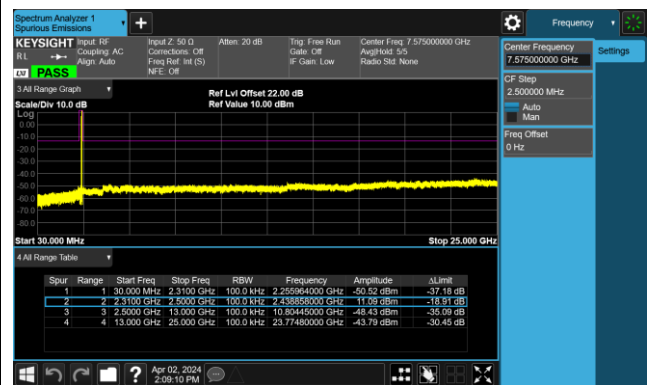 Spectrum Analyzer 1
Spurious Emissions
Frequency
KEYSIGHT
Input: RF
Coupling: AC
Align: Auto
Input Z: 50 Ω
Corrections: Off
Freq Ref: Int (S)
NFE: Off
Atten: 20 dB
Trig: Free Run
Gate: Off
IF Gain: Low
Center Freq: 7.575000000 GHz
Avg|Hold: 5/5
Radio Std: None
R L
LXI
PASS
Center Frequency
7.575000000 GHz
Settings
CF Step
2.500000 MHz
Auto
Man
Freq Offset
0 Hz
3 All Range Graph
Scale/Div 10.0 dB
Ref Lvl Offset 22.00 dB
Ref Value 10.00 dBm
Log
0.00
-10.0
-20.0
-30.0
-40.0
-50.0
-60.0
-70.0
-80.0
Start 30.000 MHz
Stop 25.000 GHz
4 All Range Table
Spur Range Start Freq Stop Freq RBW Frequency Amplitude ΔLimit
1 1 30.000 MHz 2.3100 GHz 100.0 kHz 2.255964000 GHz -50.52 dBm -37.18 dB
2 2 2.3100 GHz 2.5000 GHz 100.0 kHz 2.438858000 GHz 11.09 dBm -18.91 dB
3 3 2.5000 GHz 13.000 GHz 100.0 kHz 10.80445000 GHz -48.43 dBm -35.09 dB
4 4 13.000 GHz 25.000 GHz 100.0 kHz 23.77480000 GHz -43.79 dBm -30.45 dB
?
Apr 02, 2024
2:09:10 PM